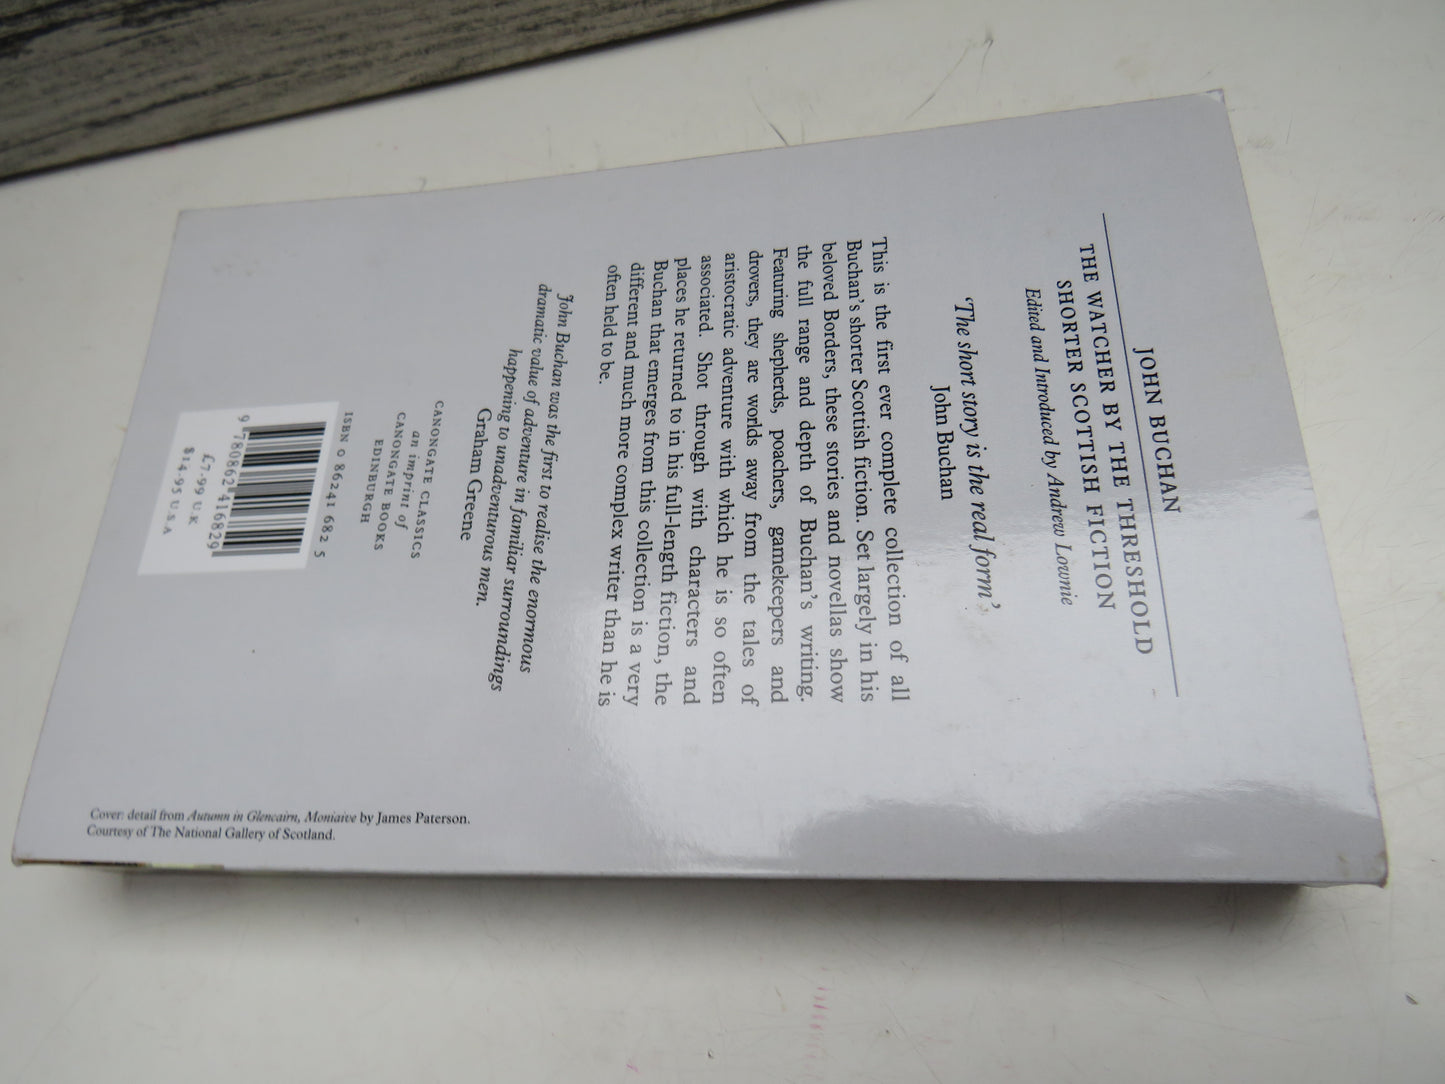 JOHN BUCHAN
THE WATCHER BY THE THRESHOLD
SHORTER SCOTTISH FICTION
Edited and Introduced by Andrew Lownie
‘The short story is the real form’
John Buchan
This is the first ever complete collection of all
Buchan’s shorter Scottish fiction. Set largely in his
beloved Borders, these stories and novellas show
the full range and depth of Buchan’s writing.
Featuring shepherds, poachers, gamekeepers and
drovers, they are worlds away from the tales of
aristocratic adventure with which he is so often
associated. Shot through with characters and
places he returned to in his full-length fiction, the
Buchan that emerges from this collection is a very
different and much more complex writer than he is
often held to be.
John Buchan was the first to realise the enormous
dramatic value of adventure in familiar surroundings
happening to unadventurous men.
Graham Greene
CANONGATE CLASSICS
an imprint of
CANONGATE BOOKS
EDINBURGH
ISBN 0 86241 682 5
9 780862 416829
£7.99 UK
$14.95 USA
Cover: detail from Autumn in Glencairn, Moniaive by James Paterson.
Courtesy of The National Gallery of Scotland.